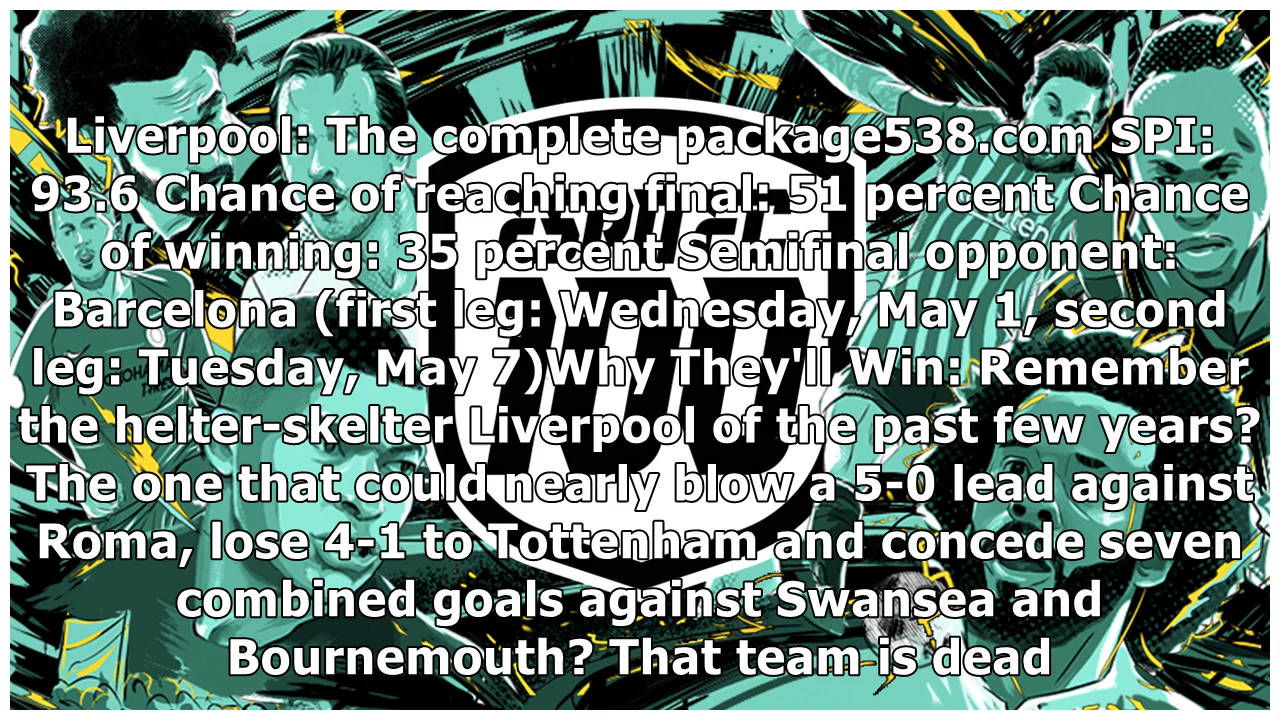 Liverpool: The complete package538.com SPI:
93.6 Chance of reaching final: 51 percent Chance
of winning: 35 percent Semifinal opponent:
Barcelona (first leg: Wednesday, May 1, second
leg: Tuesday, May 7)Why They'll Win: Remember
the helter-skelter Liverpool of the past few years?
The one that could nearly blow a 5-0 lead against
Roma, lose 4-1 to Tottenham and concede seven
combined goals against Swansea and
Bournemouth? That team is dead
100